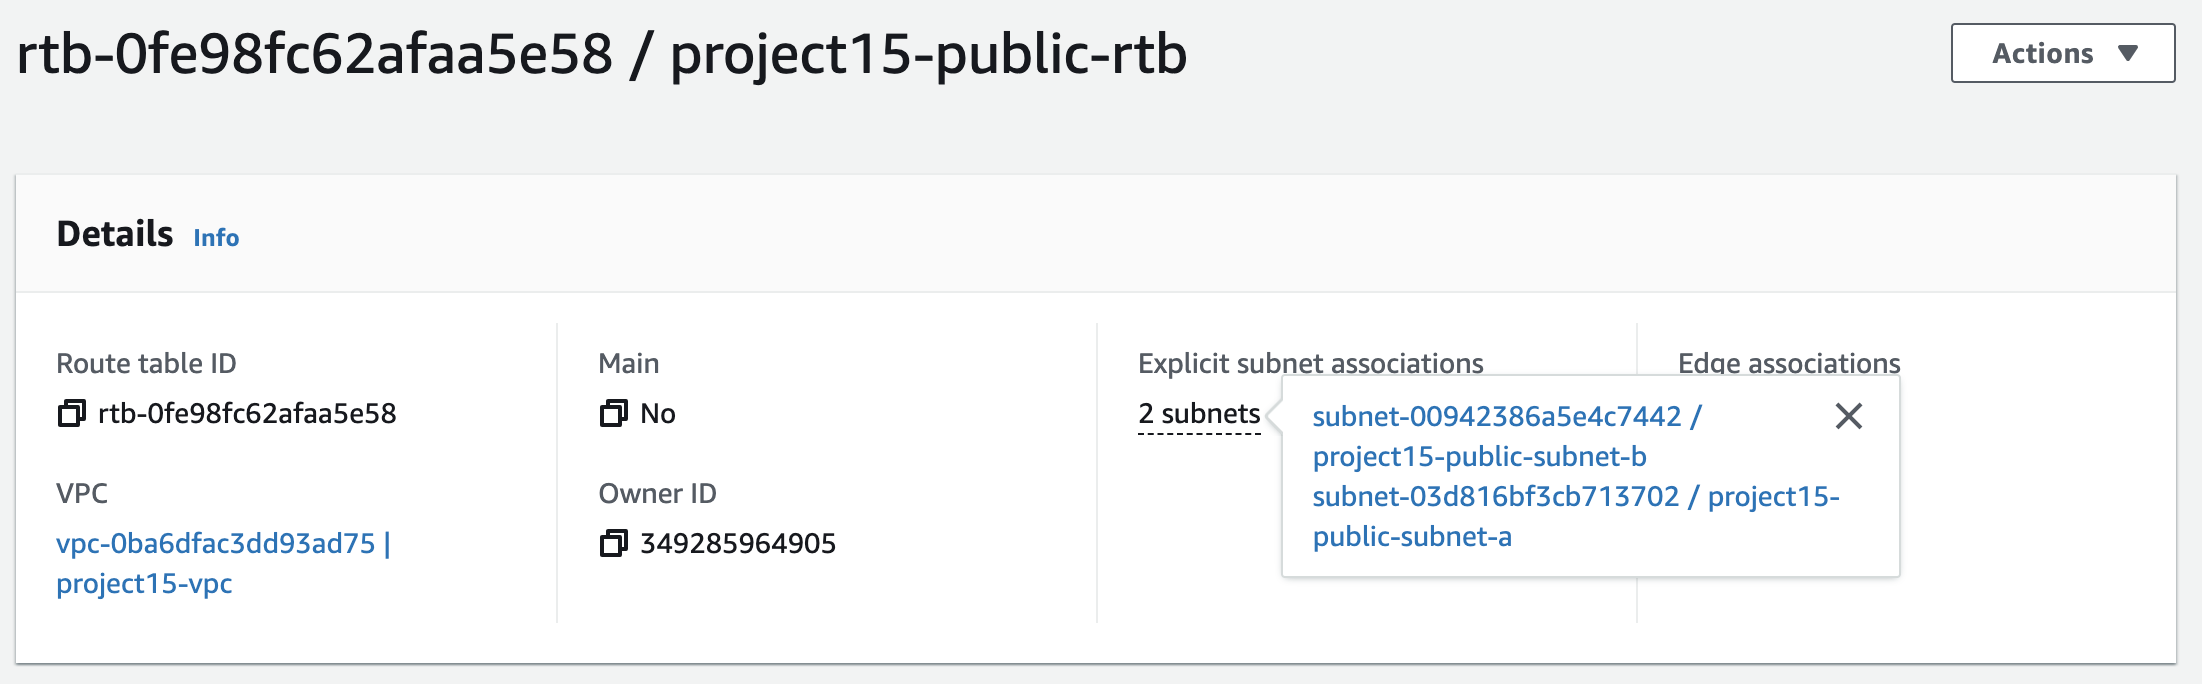 rtb-0fe98fc62afaa5e58 / project15-public-rtb
Actions
Details Info
Route table ID
rtb-0fe98fc62afaa5e58
Main
No
Explicit subnet associations
2 subnets
subnet-00942386a5e4c7442 /
project15-public-subnet-b
subnet-03d816bf3cb713702 / project15-
public-subnet-a
Edge associations
VPC
vpc-0ba6dfac3dd93ad75 |
project15-vpc
Owner ID
349285964905